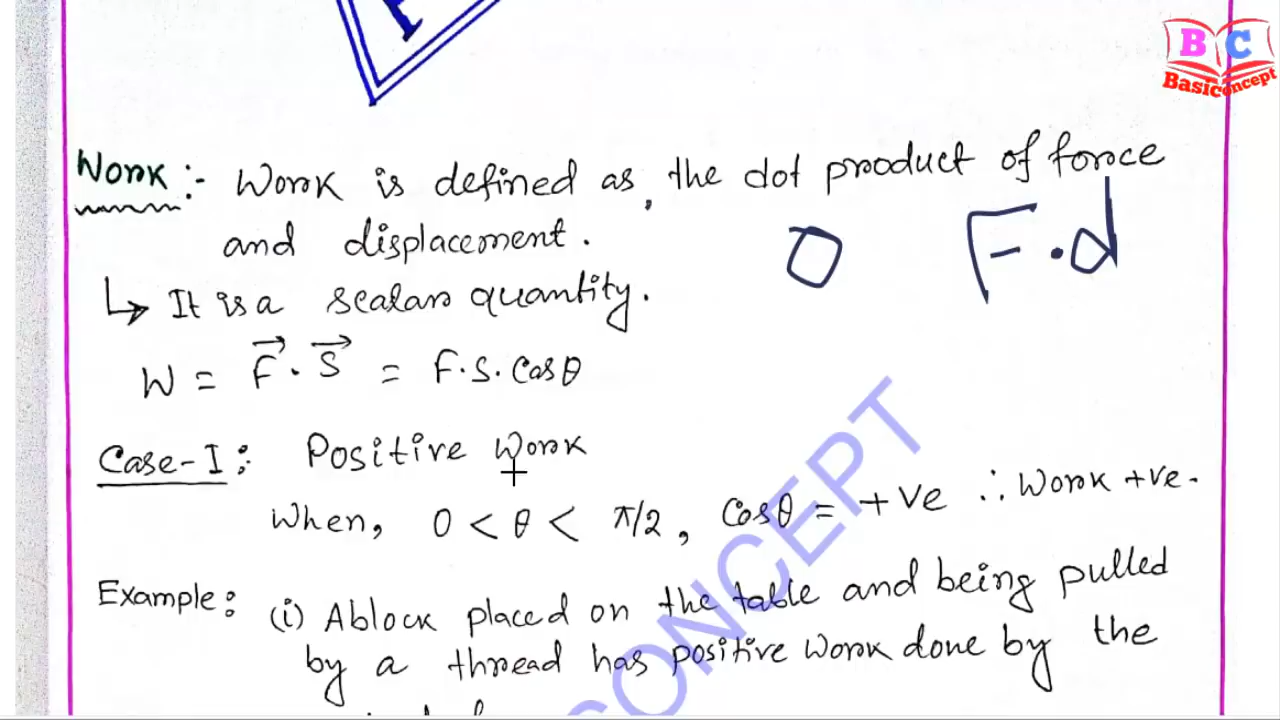 B C
Basiconcept
Work :- Work is defined as, the dot product of force
and displacement.
O F.d
↳ It is a scalar quantity.
W = F⃗ . S⃗ = F.S. Cosθ
Case-I : Positive Work
When, 0 < θ < π/2, Cosθ = +ve ∴ Work +ve.
Example: (i) A block placed on the table and being pulled
by a thread has positive work done by the
CONCEPT